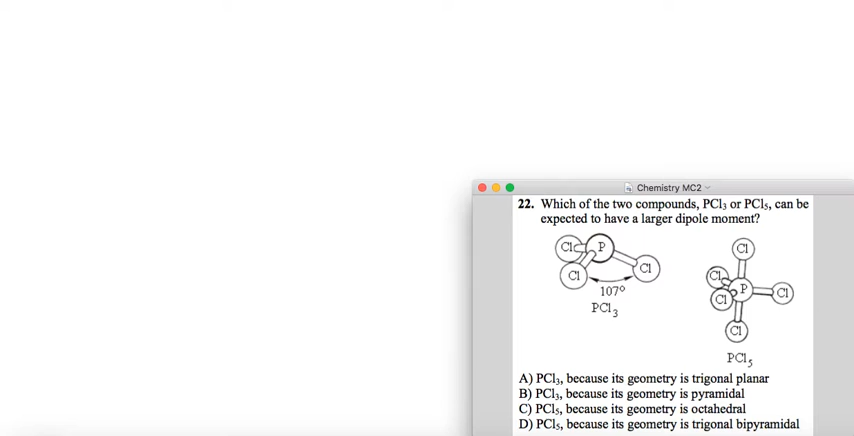 Chemistry MC2
22. Which of the two compounds, PCl₃ or PCl₅, can be
expected to have a larger dipole moment?
Cl P Cl Cl
107°
PCl₃
Cl Cl P Cl Cl Cl
PCl₅
A) PCl₃, because its geometry is trigonal planar
B) PCl₃, because its geometry is pyramidal
C) PCl₅, because its geometry is octahedral
D) PCl₅, because its geometry is trigonal bipyramidal